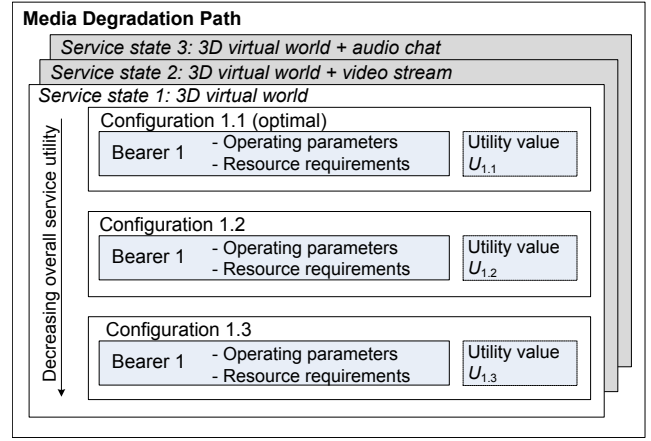 Media Degradation Path
Service state 3: 3D virtual world + audio chat
Service state 2: 3D virtual world + video stream
Service state 1: 3D virtual world
Decreasing overall service utility
Configuration 1.1 (optimal)
Bearer 1
- Operating parameters
- Resource requirements
Utility value
U1.1
Configuration 1.2
Bearer 1
- Operating parameters
- Resource requirements
Utility value
U1.2
Configuration 1.3
Bearer 1
- Operating parameters
- Resource requirements
Utility value
U1.3